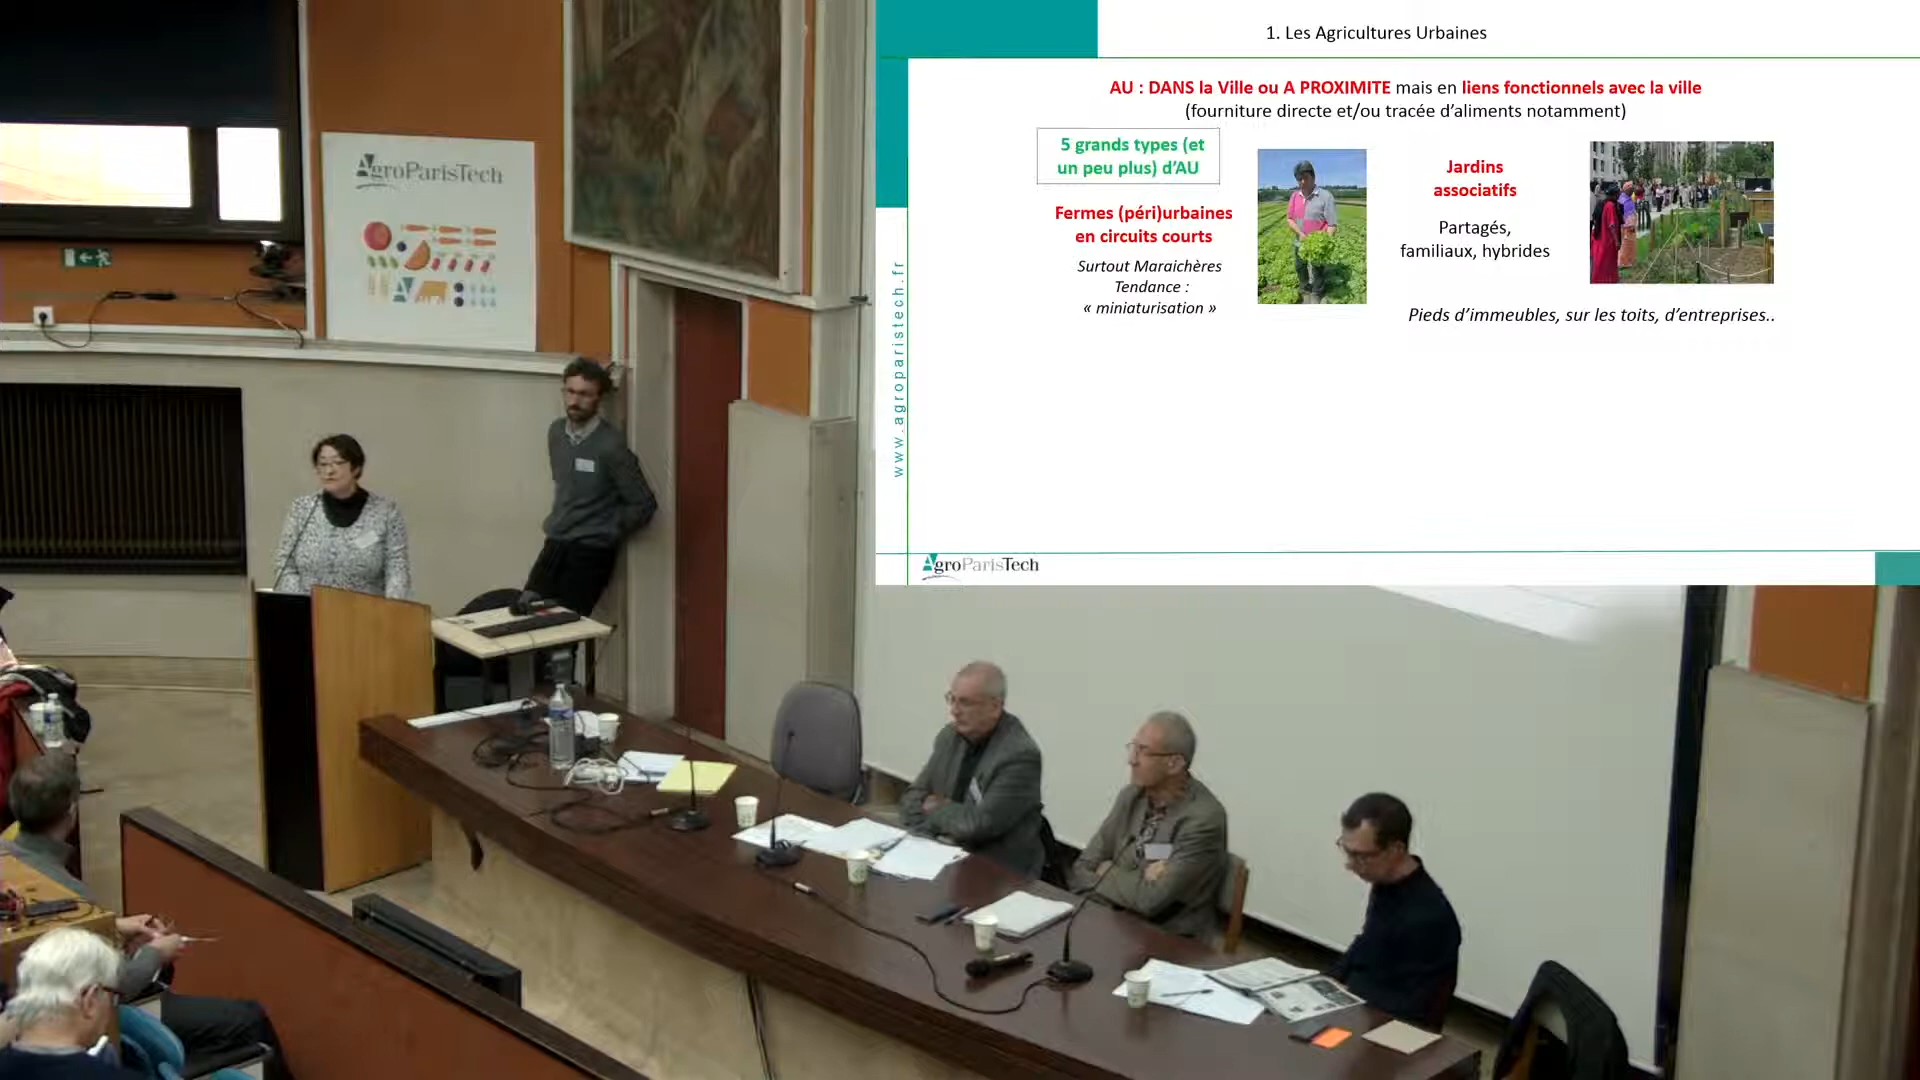 AgroParisTech
1. Les Agricultures Urbaines
AU : DANS la Ville ou A PROXIMITE mais en liens fonctionnels avec la ville
(fourniture directe et/ou tracée d’aliments notamment)
5 grands types (et
un peu plus) d’AU
Fermes (péri)urbaines
en circuits courts
Surtout Maraichères
Tendance :
« miniaturisation »
Jardins
associatifs
Partagés,
familiaux, hybrides
Pieds d’immeubles, sur les toits, d’entreprises..
www.agroparistech.fr
AgroParisTech